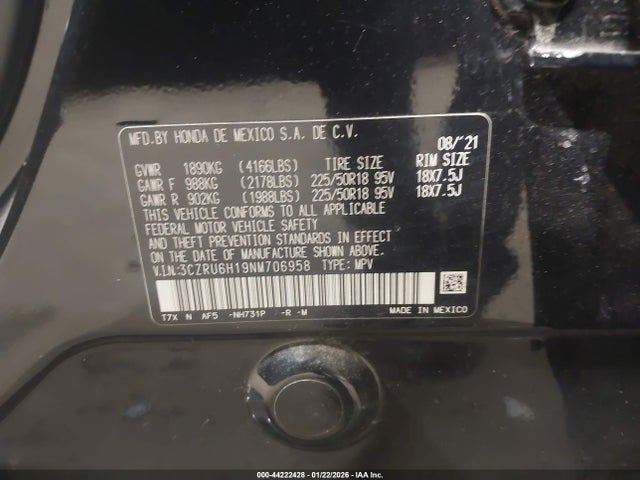 MFD.BY HONDA DE MEXICO S.A. DE C.V. 08/'21
GVWR 1890KG (4166LBS) TIRE SIZE RIM SIZE
GAWR F 988KG (2178LBS) 225/50R18 95V 18X7.5J
GAWR R 902KG (1988LBS) 225/50R18 95V 18X7.5J
THIS VEHICLE CONFORMS TO ALL APPLICABLE
FEDERAL MOTOR VEHICLE SAFETY
STANDARDS IN EFFECT ON THE DATE OF
MANUFACTURE SHOWN ABOVE.
V.I.N.:3CZRU6H19NM706958 TYPE: MPV
T7X N AF5 -NH731P -R -M MADE IN MEXICO
000-44222428 - 01/22/2026 - IAA Inc.